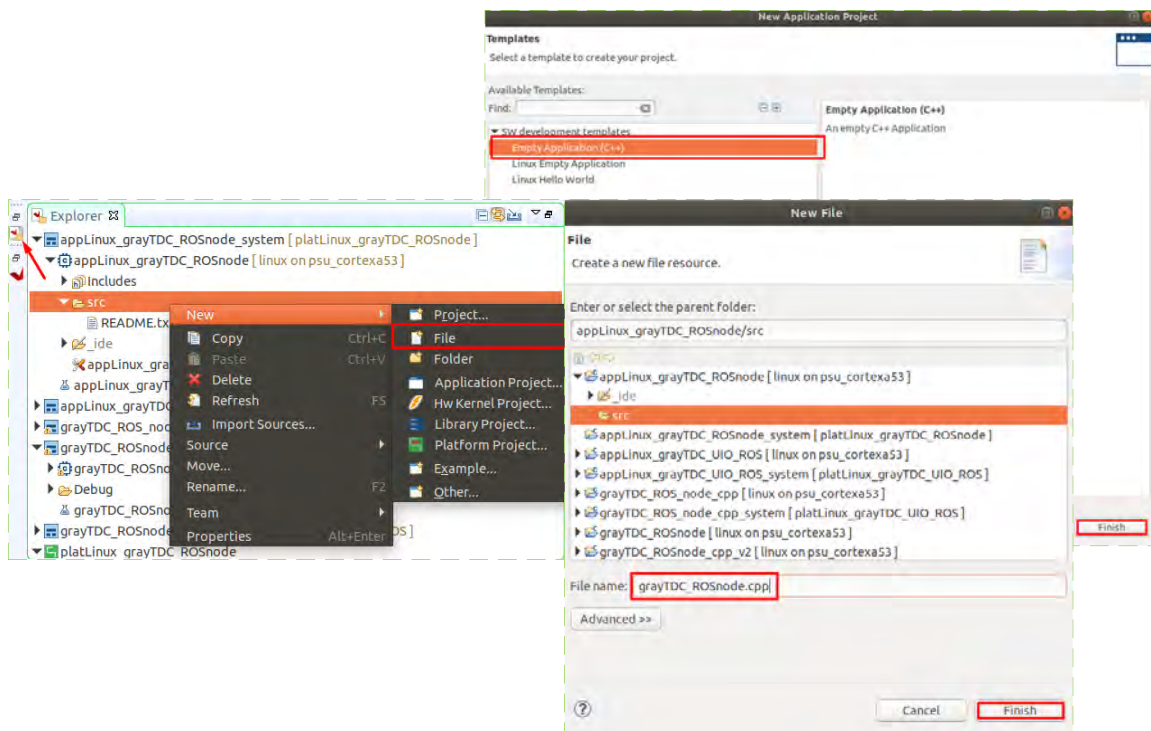 New Application Project
Templates
Select a template to create your project.
Available Templates:
Find:
SW development templates
Empty Application (C++)
Linux Empty Application
Linux Hello World
Empty Application (C++)
An empty C++ Application
Finish
Explorer
appLinux_grayTDC_ROSnode_system [ platLinux_grayTDC_ROSnode ]
appLinux_grayTDC_ROSnode [ linux on psu_cortexa53 ]
Includes
src
README.tx
_ide
appLinux_gra
appLinux_grayT
appLinux_grayTDC
grayTDC_ROS_noc
grayTDC_ROSnode
grayTDC_ROSno
Debug
grayTDC_ROSno
grayTDC_ROSnode OS ]
platLinux_grayTDC_ROSnode
New
Copy Ctrl+C
Paste Ctrl+V
Delete
Refresh F5
Import Sources...
Source
Move...
Rename... F2
Team
Properties Alt+Enter
Project...
File
Folder
Application Project...
Hw Kernel Project...
Library Project...
Platform Project...
Example...
Other...
New File
File
Create a new file resource.
Enter or select the parent folder:
appLinux_grayTDC_ROSnode/src
appLinux_grayTDC_ROSnode [ linux on psu_cortexa53 ]
_ide
src
appLinux_grayTDC_ROSnode_system [ platLinux_grayTDC_ROSnode ]
appLinux_grayTDC_UIO_ROS [ linux on psu_cortexa53 ]
appLinux_grayTDC_UIO_ROS_system [ platLinux_grayTDC_UIO_ROS ]
grayTDC_ROS_node_cpp [ linux on psu_cortexa53 ]
grayTDC_ROS_node_cpp_system [ platLinux_grayTDC_UIO_ROS ]
grayTDC_ROSnode [ linux on psu_cortexa53 ]
grayTDC_ROSnode_cpp_v2 [ linux on psu_cortexa53 ]
File name: grayTDC_ROSnode.cpp
Advanced >>
Cancel Finish